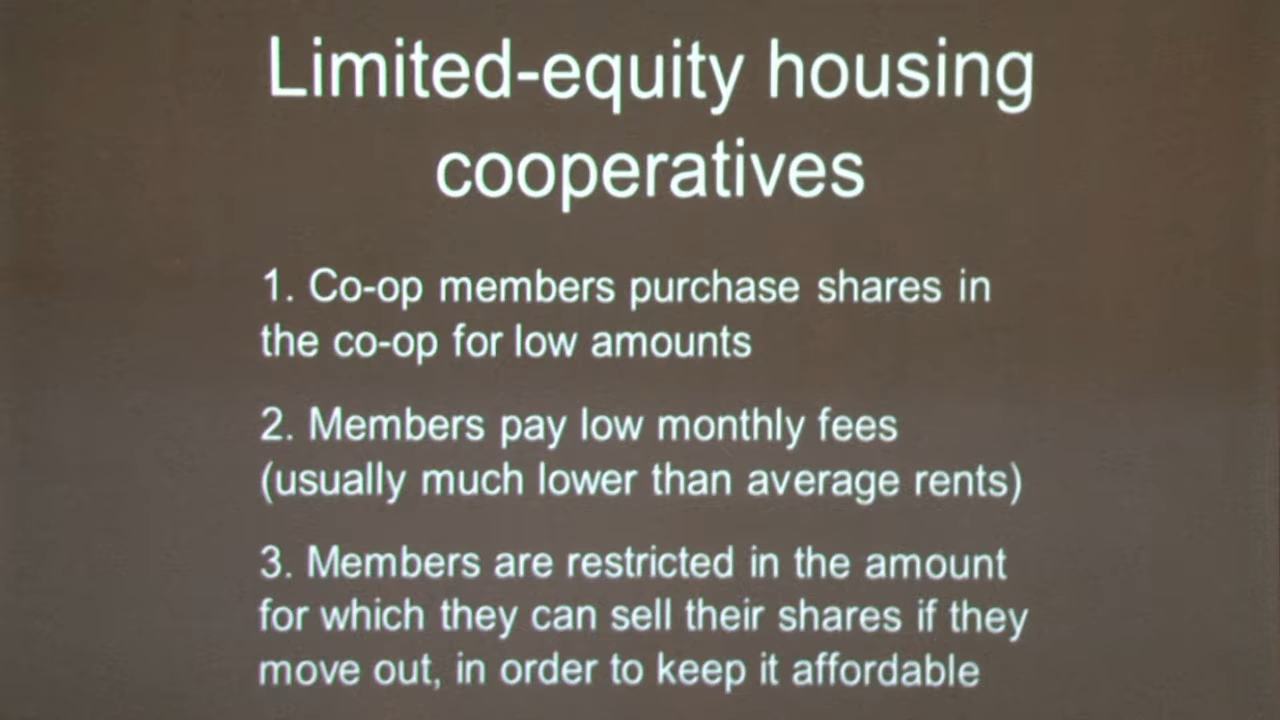 Limited-equity housing
cooperatives
1. Co-op members purchase shares in
the co-op for low amounts
2. Members pay low monthly fees
(usually much lower than average rents)
3. Members are restricted in the amount
for which they can sell their shares if they
move out, in order to keep it affordable